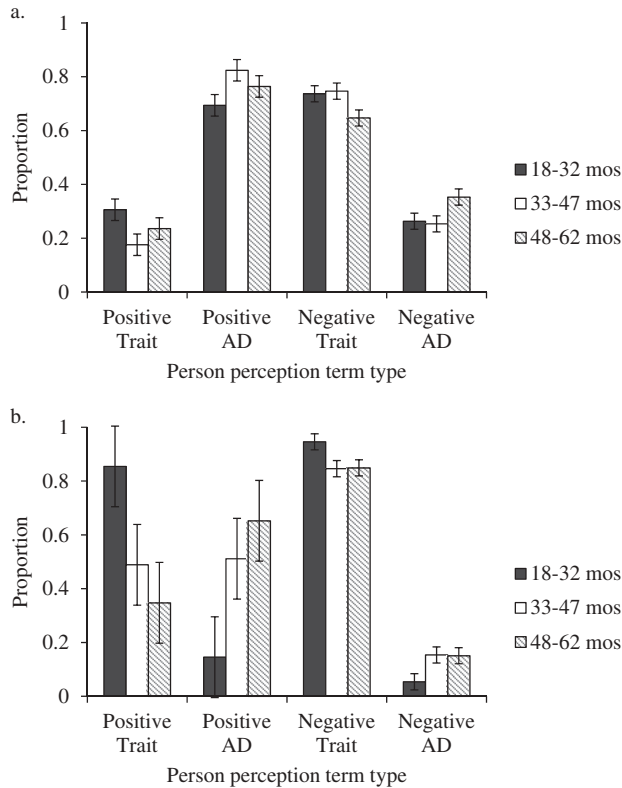 a.
1
0.8
0.6
0.4
0.2
0
Proportion
Positive Trait
Positive AD
Negative Trait
Negative AD
Person perception term type
18-32 mos
33-47 mos
48-62 mos
b.
1
0.8
0.6
0.4
0.2
0
Proportion
Positive Trait
Positive AD
Negative Trait
Negative AD
Person perception term type
18-32 mos
33-47 mos
48-62 mos